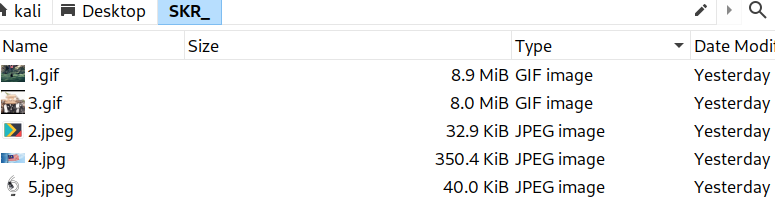 kali Desktop SKR_
Name Size Type Date Modi
1.gif 8.9 MiB GIF image Yesterday
3.gif 8.0 MiB GIF image Yesterday
2.jpeg 32.9 KiB JPEG image Yesterday
4.jpg 350.4 KiB JPEG image Yesterday
5.jpeg 40.0 KiB JPEG image Yesterday